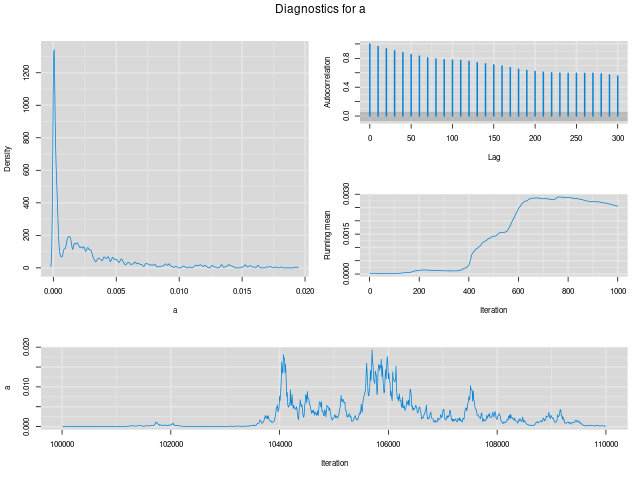 Diagnostics for a
Density
0 200 400 600 800 1000 1200
0.000 0.005 0.010 0.015 0.020
a
Autocorrelation
0.0 0.4 0.8
0 50 100 150 200 250 300
Lag
Running mean
0.0000 0.0015 0.0030
0 200 400 600 800 1000
Iteration
a
0.000 0.010 0.020
100000 102000 104000 106000 108000 110000
Iteration